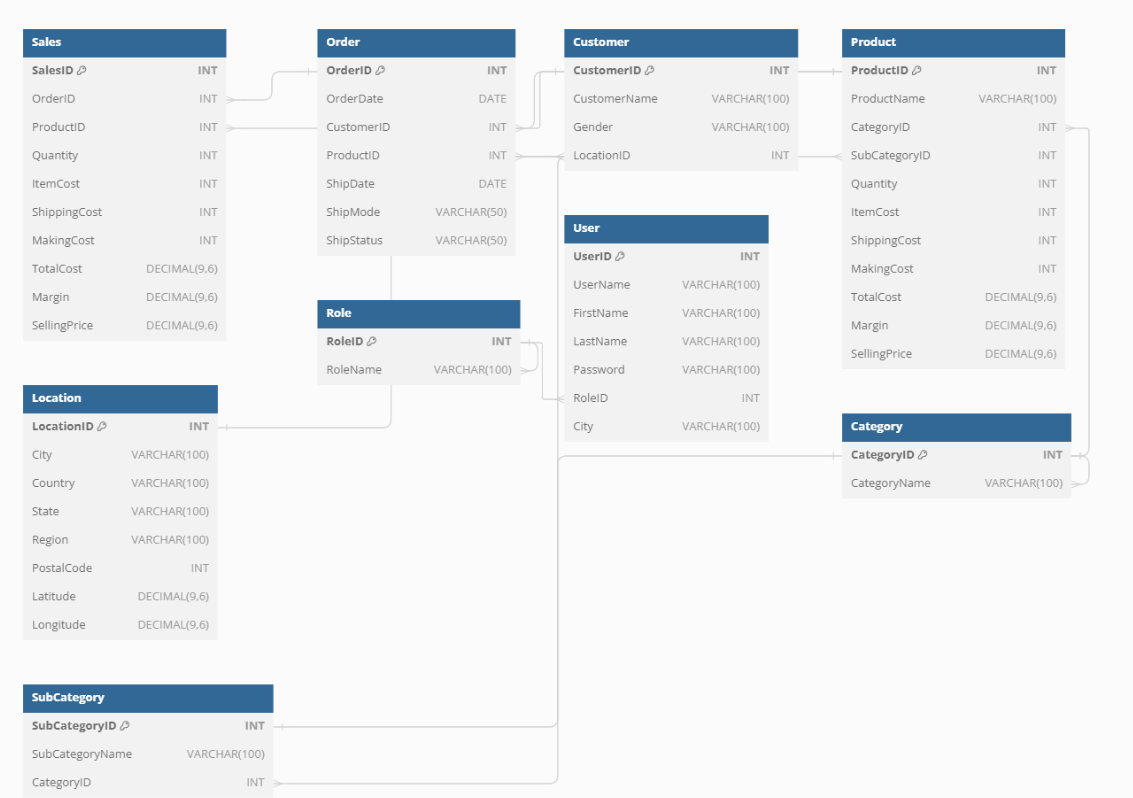 Sales
SalesID INT
OrderID INT
ProductID INT
Quantity INT
ItemCost INT
ShippingCost INT
MakingCost INT
TotalCost DECIMAL(9,6)
Margin DECIMAL(9,6)
SellingPrice DECIMAL(9,6)
Order
OrderID INT
OrderDate DATE
CustomerID INT
ProductID INT
ShipDate DATE
ShipMode VARCHAR(50)
ShipStatus VARCHAR(50)
Customer
CustomerID INT
CustomerName VARCHAR(100)
Gender VARCHAR(100)
LocationID INT
Product
ProductID INT
ProductName VARCHAR(100)
CategoryID INT
SubCategoryID INT
Quantity INT
ItemCost INT
ShippingCost INT
MakingCost INT
TotalCost DECIMAL(9,6)
Margin DECIMAL(9,6)
SellingPrice DECIMAL(9,6)
User
UserID INT
UserName VARCHAR(100)
FirstName VARCHAR(100)
LastName VARCHAR(100)
Password VARCHAR(100)
RoleID INT
City VARCHAR(100)
Role
RoleID INT
RoleName VARCHAR(100)
Location
LocationID INT
City VARCHAR(100)
Country VARCHAR(100)
State VARCHAR(100)
Region VARCHAR(100)
PostalCode INT
Latitude DECIMAL(9,6)
Longitude DECIMAL(9,6)
Category
CategoryID INT
CategoryName VARCHAR(100)
SubCategory
SubCategoryID INT
SubCategoryName VARCHAR(100)
CategoryID INT